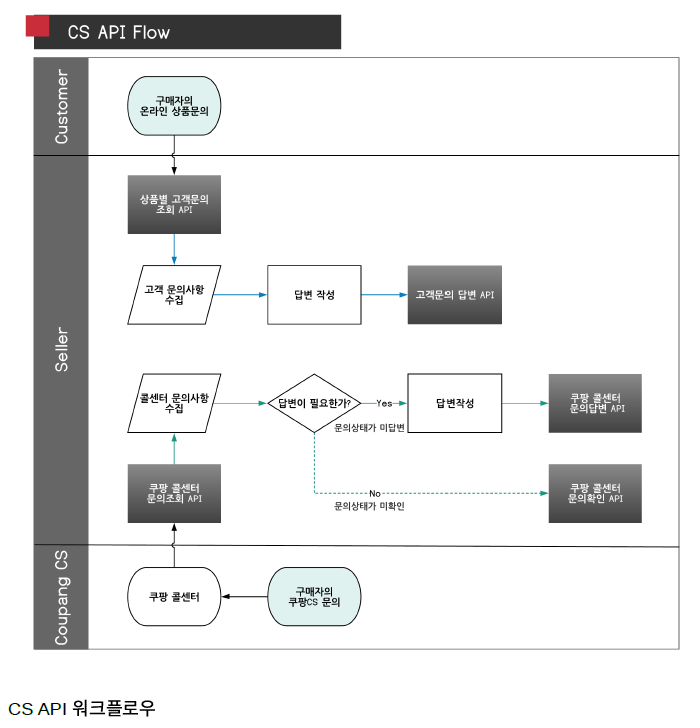 CS API Flow
Customer
구매자의
온라인 상품문의
Seller
상품별 고객문의
조회 API
고객 문의사항
수집
답변 작성
고객문의 답변 API
콜센터 문의사항
수집
답변이 필요한가?
Yes
문의상태가 미답변
답변작성
쿠팡 콜센터
문의답변 API
쿠팡 콜센터
문의조회 API
No
문의상태가 미확인
쿠팡 콜센터
문의확인 API
Coupang CS
쿠팡 콜센터
구매자의
쿠팡CS 문의
CS API 워크플로우